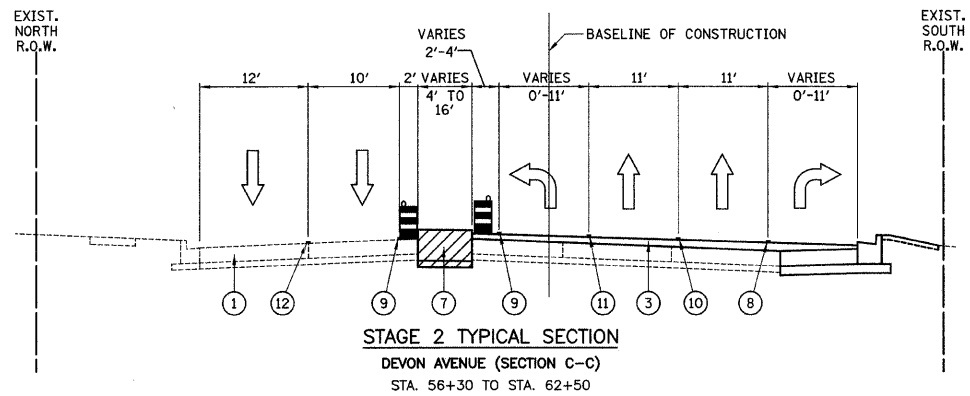 EXIST.
NORTH
R.O.W.
EXIST.
SOUTH
R.O.W.
VARIES
2'-4'
BASELINE OF CONSTRUCTION
12'
10'
2'
VARIES
4' TO
16'
VARIES
0'-11'
11'
11'
VARIES
0'-11'
1
12
9
7
9
11
3
10
8
STAGE 2 TYPICAL SECTION
DEVON AVENUE (SECTION C-C)
STA. 56+30 TO STA. 62+50